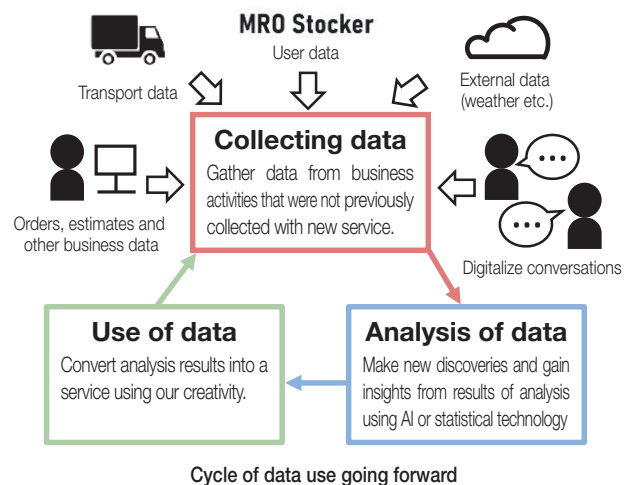 MRO Stocker
User data
Transport data
External data
(weather etc.)
Collecting data
Gather data from business
activities that were not previously
collected with new service.
Orders, estimates and
other business data
Digitalize conversations
Use of data
Convert analysis results into a
service using our creativity.
Analysis of data
Make new discoveries and gain
insights from results of analysis
using AI or statistical technology
Cycle of data use going forward